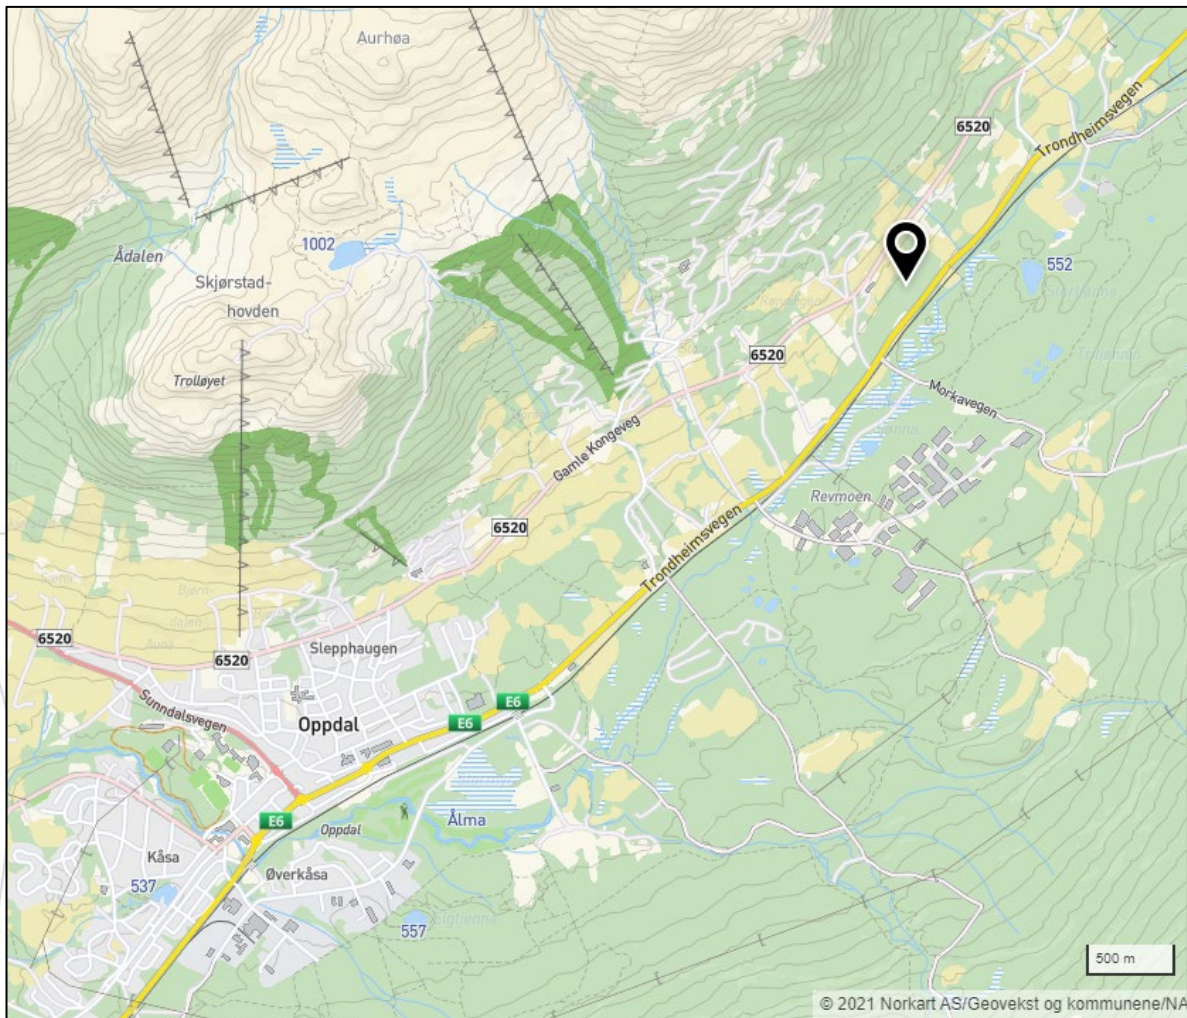 Aurhøa
6520
Trondheimsvegen
Ådalen
1002
Skjørstad-
hovden
552
Trolløyet
6520
Morkavegen
Gamle Kongeveg
Revmoen
6520
Trondheimsvegen
6520
6520
Slepphaugen
Sunndalsvegen
Oppdal
E6
E6
E6
Oppdal
Ålma
Kåsa
Øverkåsa
537
557
500 m
© 2021 Norkart AS/Geovekst og kommunene/NA